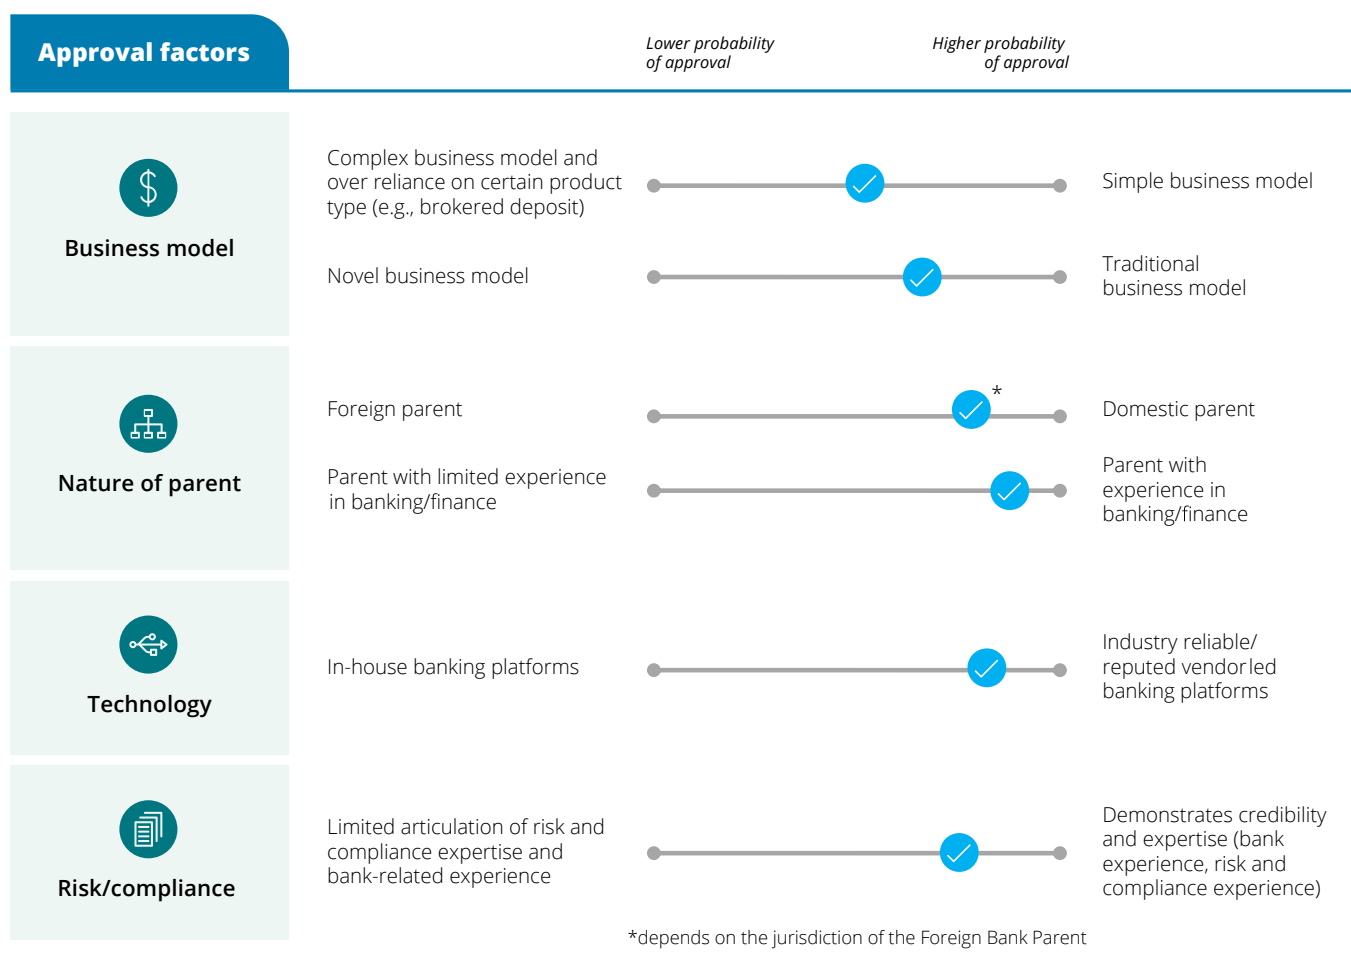 Approval factors
Lower probability
of approval
Higher probability
of approval
Business model
Complex business model and
over reliance on certain product
type (e.g., brokered deposit)
Simple business model
Novel business model
Traditional
business model
Nature of parent
Foreign parent
*
Domestic parent
Parent with limited experience
in banking/finance
Parent with
experience in
banking/finance
Technology
In-house banking platforms
Industry reliable/
reputed vendor led
banking platforms
Risk/compliance
Limited articulation of risk and
compliance expertise and
bank-related experience
Demonstrates credibility
and expertise (bank
experience, risk and
compliance experience)
*depends on the jurisdiction of the Foreign Bank Parent